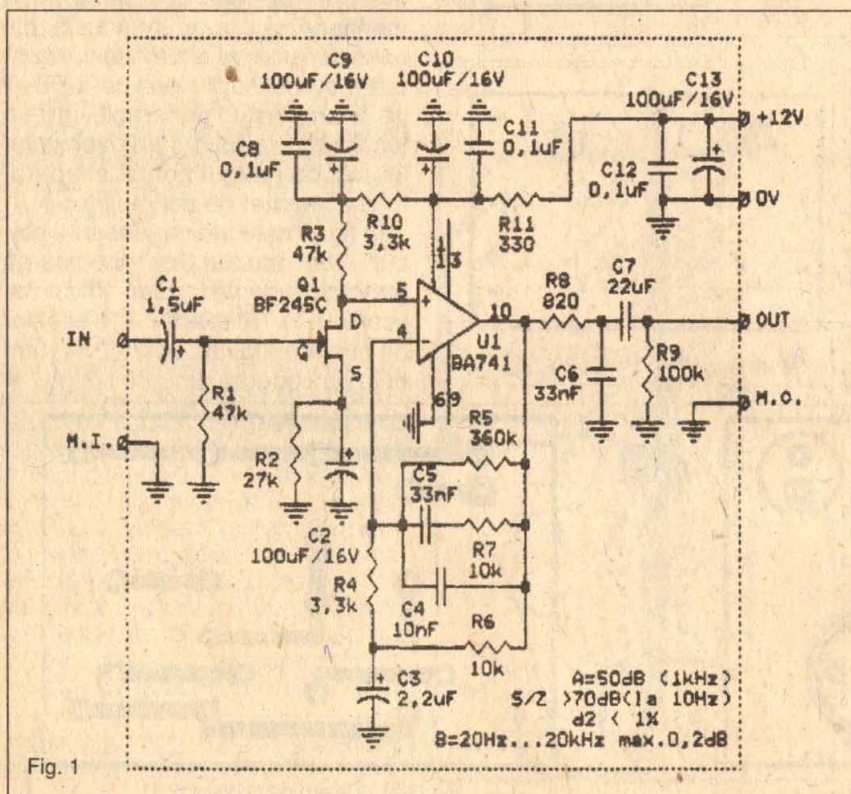 C9
100uF/16V
C10
100uF/16V
C13
100uF/16V
+12V
C8
0,1uF
C11
0,1uF
C12
0,1uF
0V
R10
3,3k
R11
330
R3
47k
C1
1,5uF
Q1
BF245C
D
G
S
5
+
4
-
10
U1
BA741
R8
820
C7
22uF
IN
OUT
R1
47k
C6
33nF
R9
100k
M.O.
M.I.
R2
27k
69
R5
360k
C5
33nF
C2
100uF/16V
R7
10k
R4
3,3k
C4
10nF
R6
10k
C3
2,2uF
A=50dB (1kHz)
S/Z >70dB(la 10Hz)
d2 < 1%
B=20Hz...20kHz max.0,2dB
Fig. 1